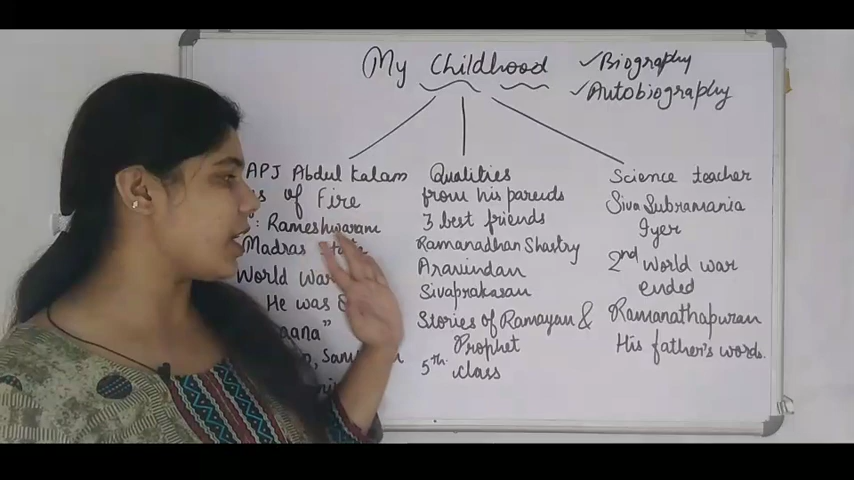 My Childhood
✓Biography
✓Autobiography
APJ Abdul Kalam
of Fire
: Rameshwaram
Madras
World War
He was 8
Qualities
from his parents
3 best friends
Ramanadhan Shastry
Aravindan
Sivaprakasan
Stories of Ramayan &
Prophet
5th class
Science teacher
Siva Subramania
Iyer
2nd World war
ended
Ramanathapuram
His father's words.